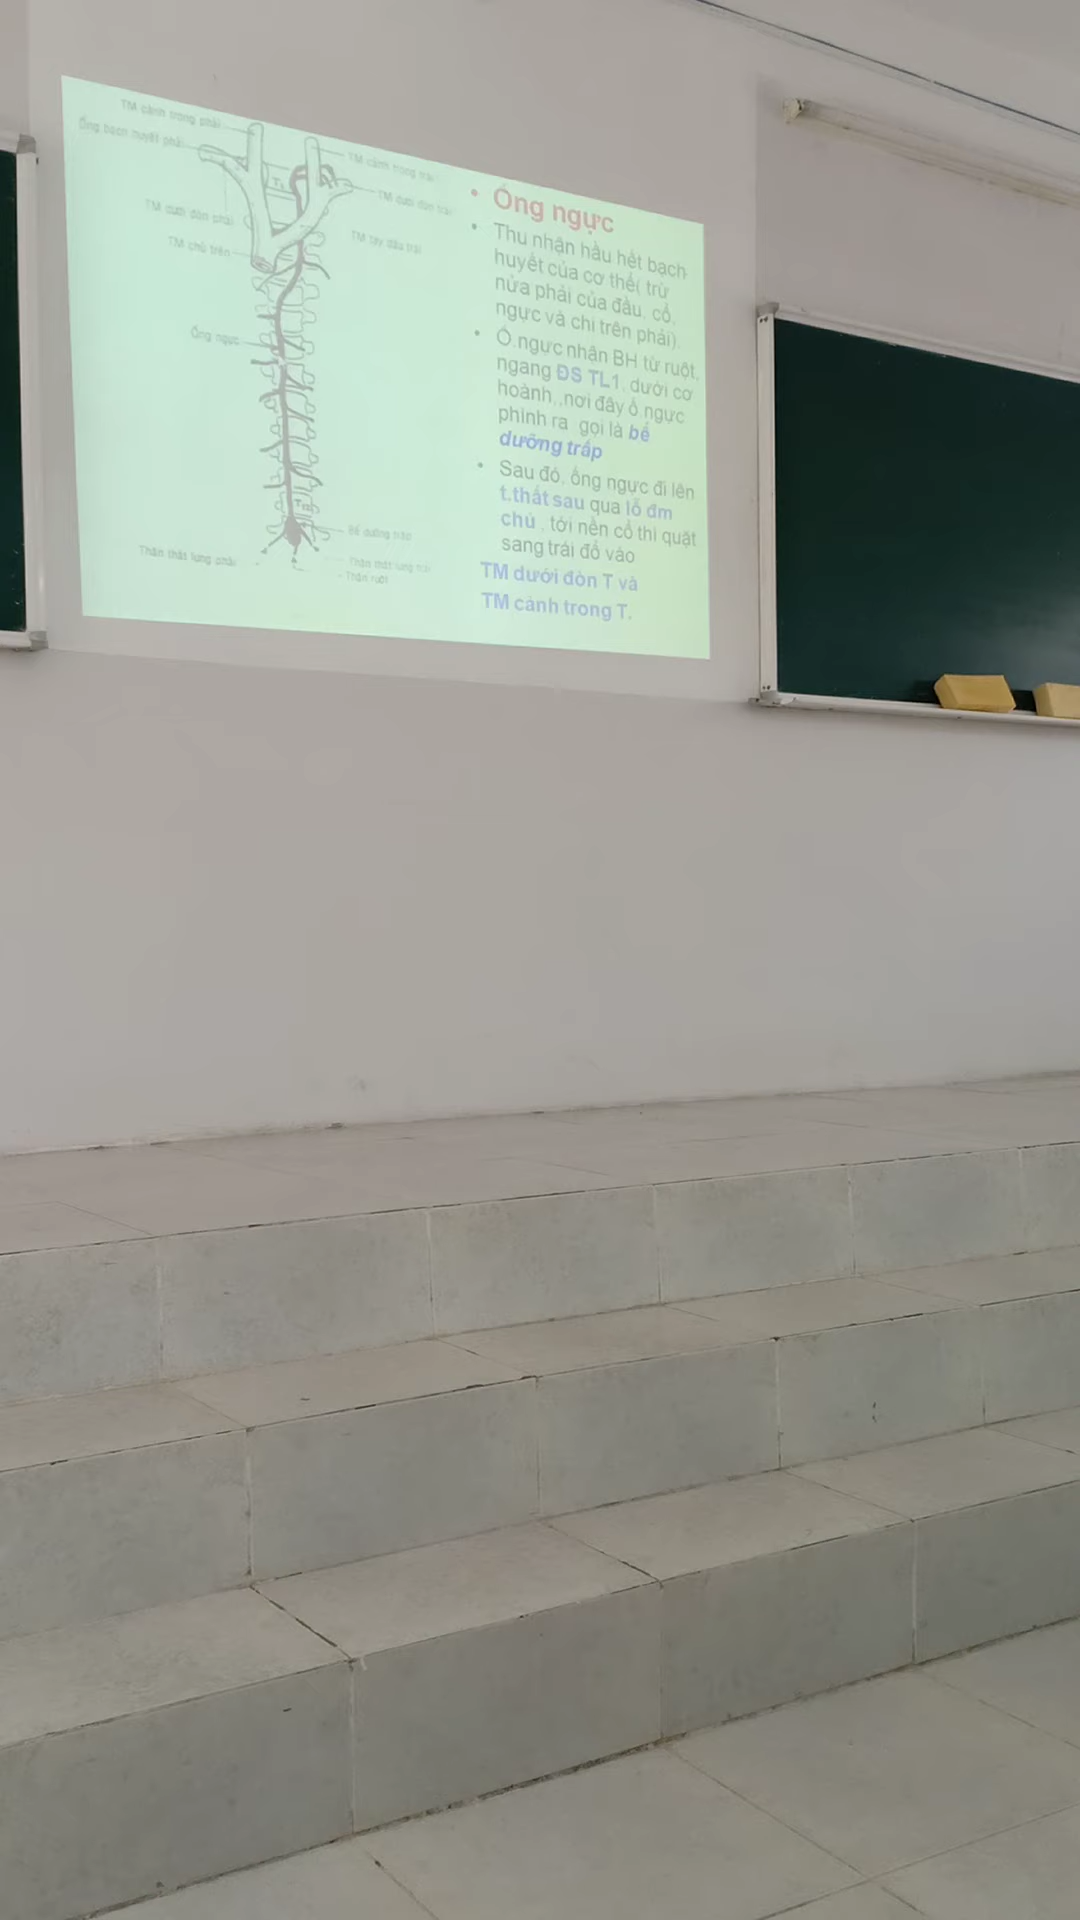 TM cảnh trong phải
Ống bạch huyết phải
TM cảnh trong trái
TM dưới đòn trái
TM dưới đòn phải
TM tay đầu trái
TM chủ trên
Ống ngực
T₁₂
Bể dưỡng trấp
Thân thắt lưng phải
Thân thắt lưng trái
Thân ruột
• Ống ngực
• Thu nhận hầu hết bạch
huyết của cơ thể( trừ
nửa phải của đầu, cổ,
ngực và chi trên phải).
• Ô.ngực nhận BH từ ruột,
ngang ĐS TL1, dưới cơ
hoành,.nơi đây ô.ngực
phình ra gọi là bể
dưỡng trấp
• Sau đó, ống ngực đi lên
t.thất sau qua lỗ đm
chủ , tới nền cổ thì quặt
sang trái đổ vào
TM dưới đòn T và
TM cảnh trong T.